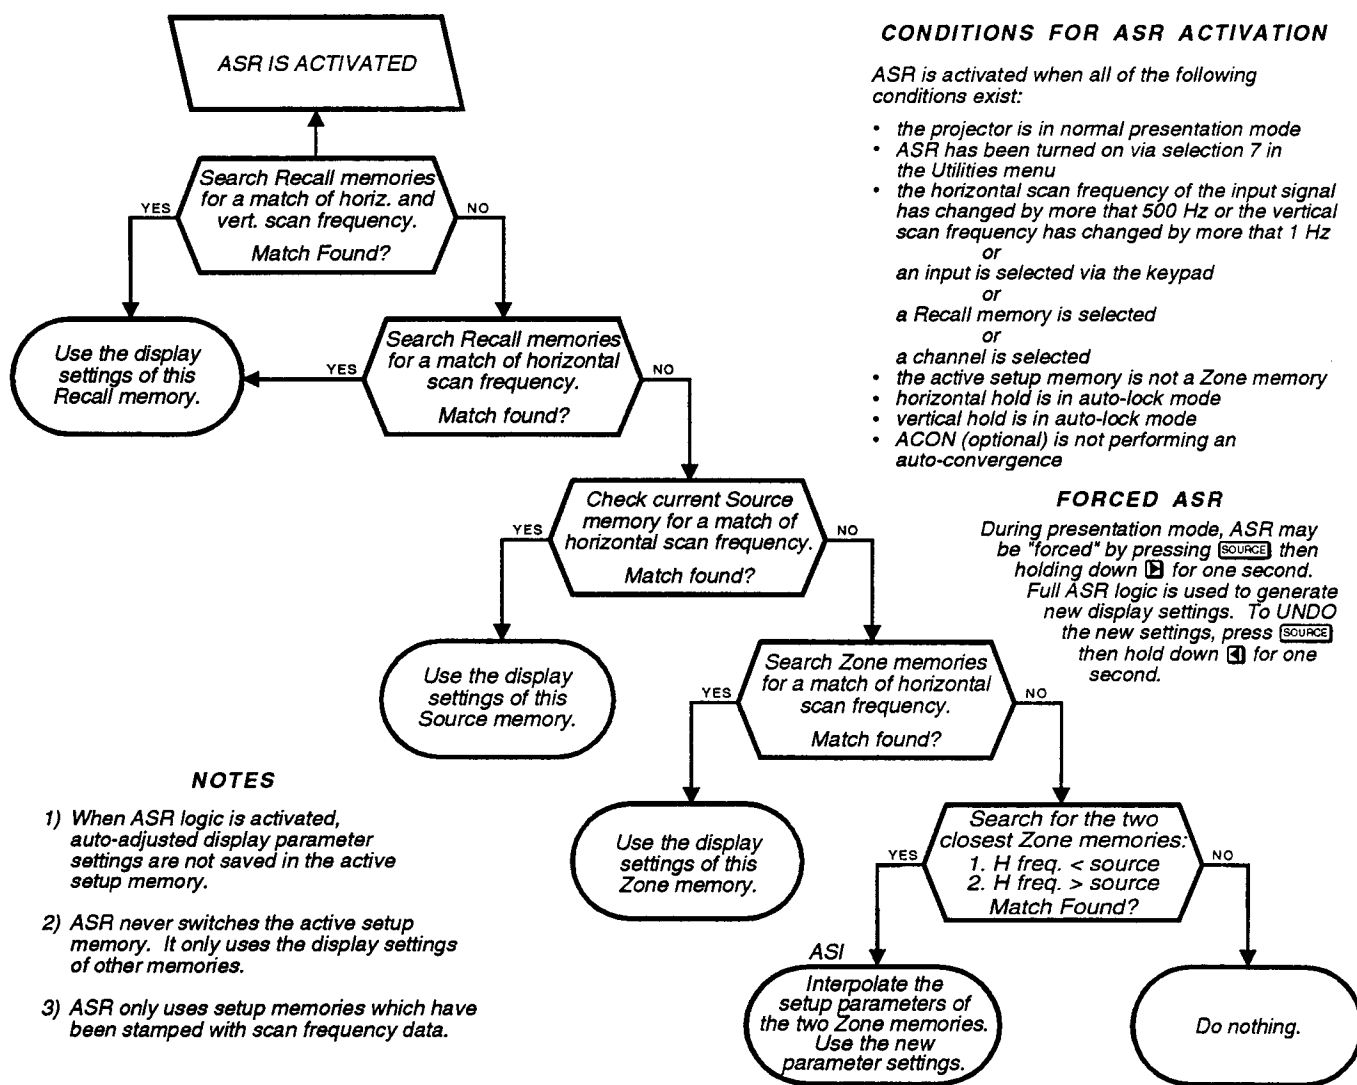 ASR IS ACTIVATED
Search Recall memories
for a match of horiz. and
vert. scan frequency.
Match Found?
YES
NO
Use the display
settings of this
Recall memory.
Search Recall memories
for a match of horizontal
scan frequency.
Match found?
YES
NO
Check current Source
memory for a match of
horizontal scan frequency.
Match found?
YES
NO
Use the display
settings of this
Source memory.
Search Zone memories
for a match of horizontal
scan frequency.
Match found?
YES
NO
Use the display
settings of this
Zone memory.
Search for the two
closest Zone memories:
1. H freq. < source
2. H freq. > source
Match Found?
YES
NO
ASI
Interpolate the
setup parameters of
the two Zone memories.
Use the new
parameter settings.
Do nothing.
CONDITIONS FOR ASR ACTIVATION
ASR is activated when all of the following
conditions exist:
• the projector is in normal presentation mode
• ASR has been turned on via selection 7 in
the Utilities menu
• the horizontal scan frequency of the input signal
has changed by more that 500 Hz or the vertical
scan frequency has changed by more that 1 Hz
or
an input is selected via the keypad
or
a Recall memory is selected
or
a channel is selected
• the active setup memory is not a Zone memory
• horizontal hold is in auto-lock mode
• vertical hold is in auto-lock mode
• ACON (optional) is not performing an
auto-convergence
FORCED ASR
During presentation mode, ASR may
be "forced" by pressing SOURCE then
holding down for one second.
Full ASR logic is used to generate
new display settings. To UNDO
the new settings, press SOURCE
then hold down for one
second.
NOTES
1) When ASR logic is activated,
auto-adjusted display parameter
settings are not saved in the active
setup memory.
2) ASR never switches the active setup
memory. It only uses the display settings
of other memories.
3) ASR only uses setup memories which have
been stamped with scan frequency data.